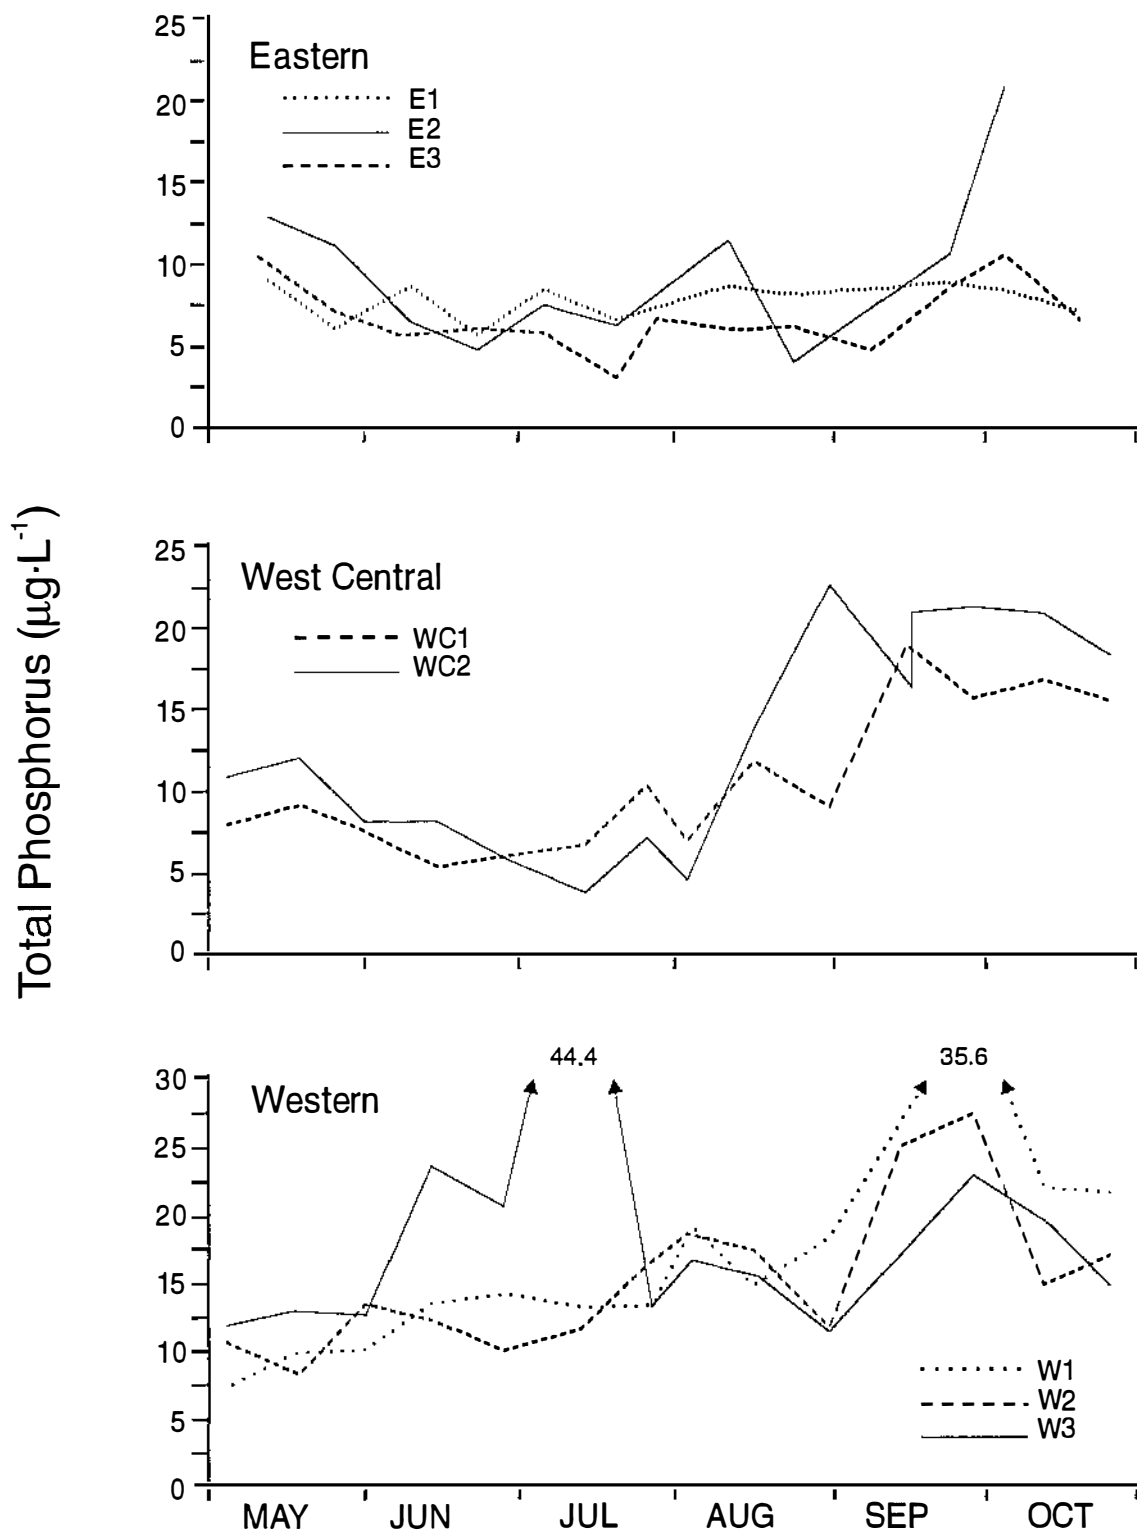 Total Phosphorus (µg·L⁻¹)
25
20
15
10
5
0
Eastern
E1
E2
E3
25
20
15
10
5
0
West Central
WC1
WC2
44.4
35.6
30
25
20
15
10
5
0
Western
W1
W2
W3
MAY JUN JUL AUG SEP OCT